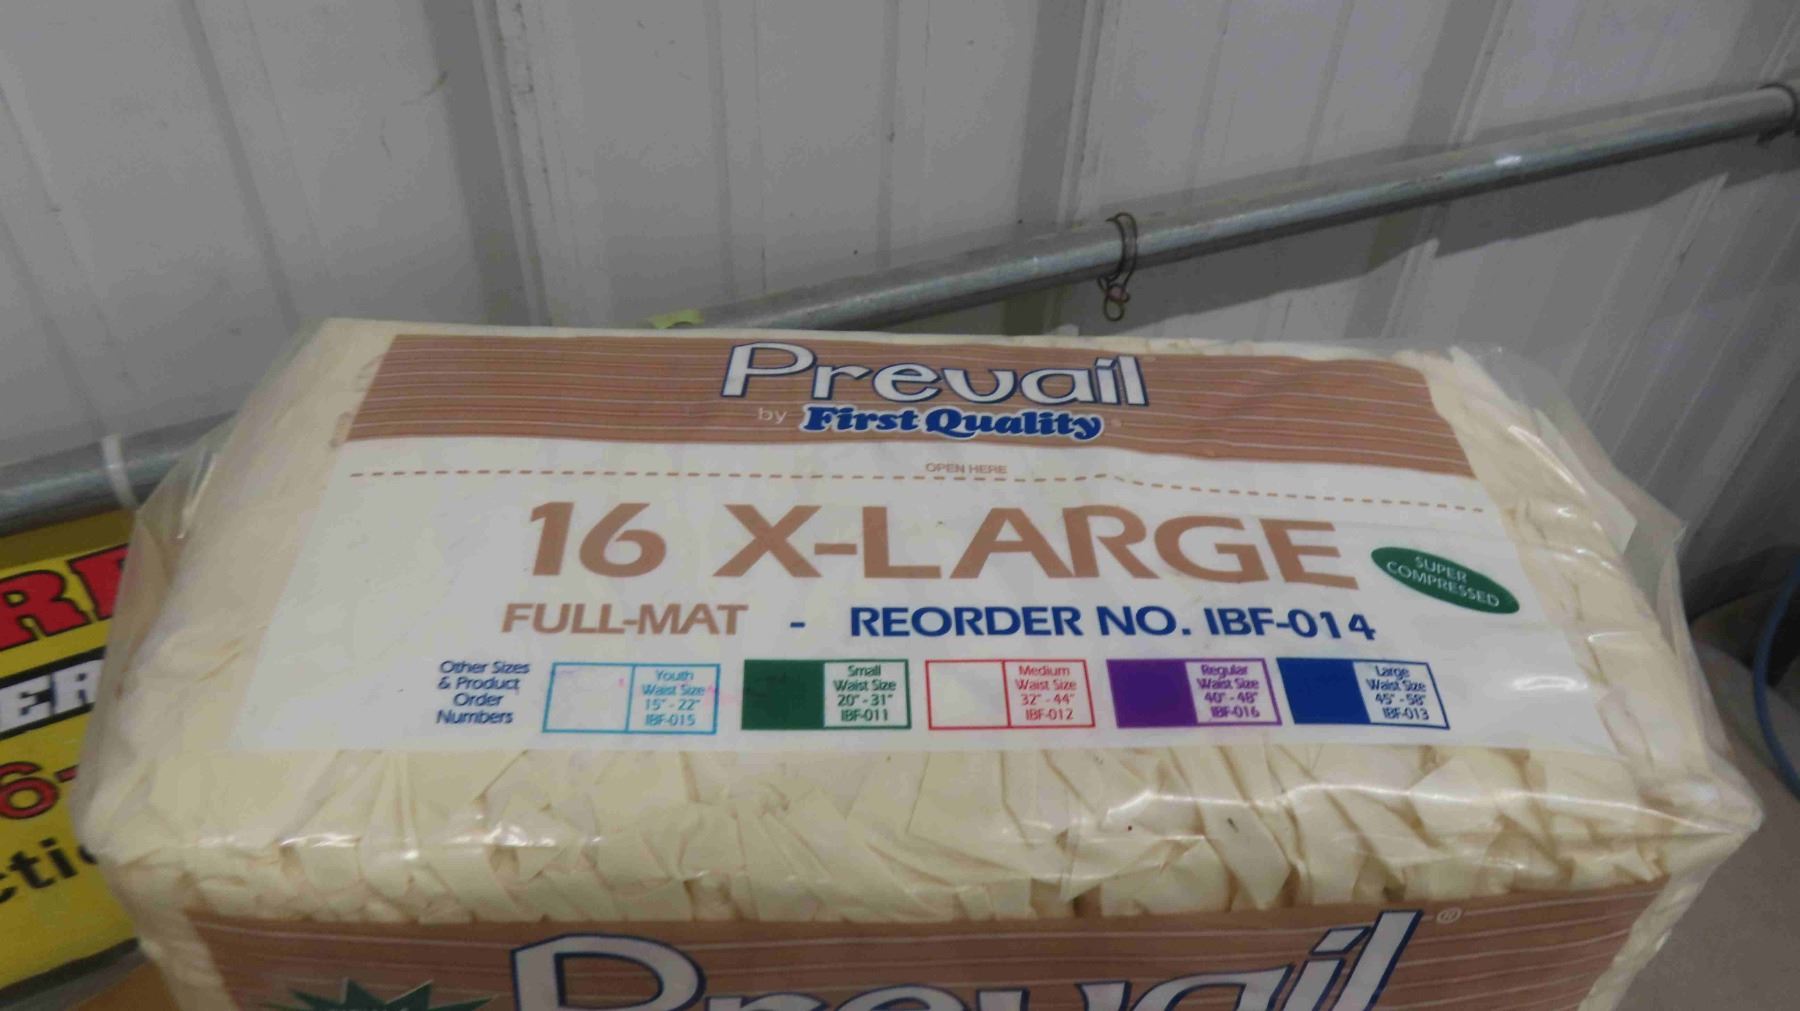 Prevail
by First Quality
OPEN HERE
16 X-LARGE
SUPER
COMPRESSED
FULL-MAT - REORDER NO. IBF-014
Other Sizes
& Product
Order
Numbers
Youth
Waist Size
15" - 22"
IBF-015
Small
Waist Size
20" - 31"
IBF-011
Medium
Waist Size
32" - 44"
IBF-012
Regular
Waist Size
40" - 48"
IBF-016
Large
Waist Size
45" - 58"
IBF-013
Prevail®
ER
6-
cti